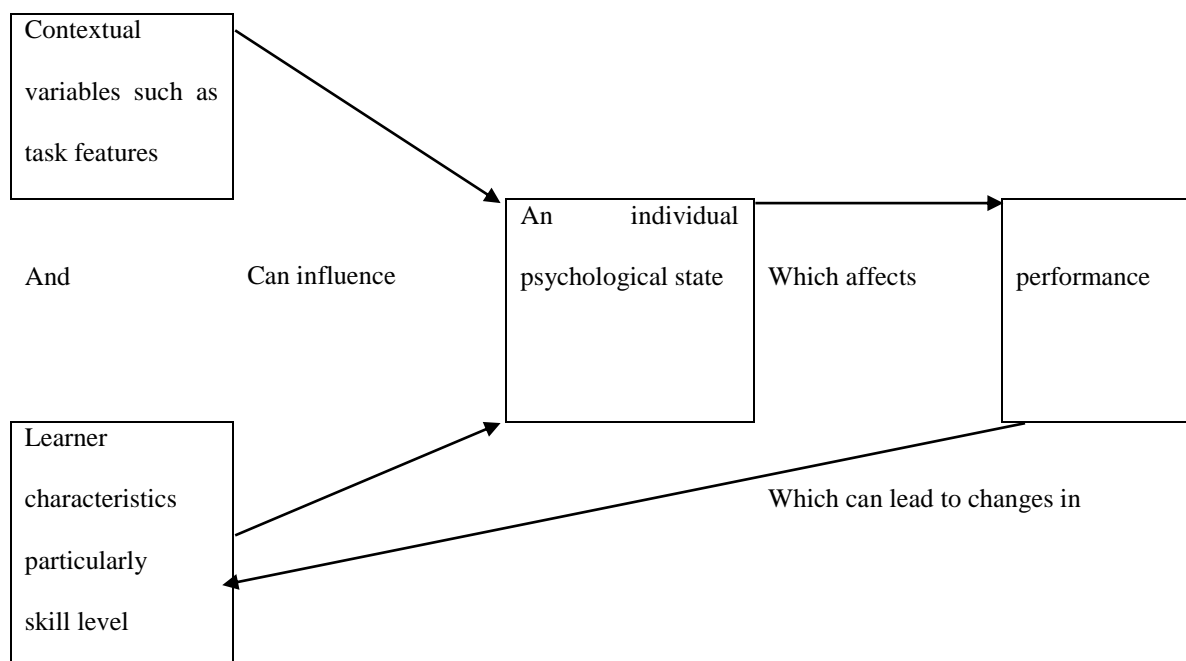 Contextual
variables such as
task features
And
Can influence
An individual
psychological state
Which affects
performance
Learner
characteristics
particularly
skill level
Which can lead to changes in